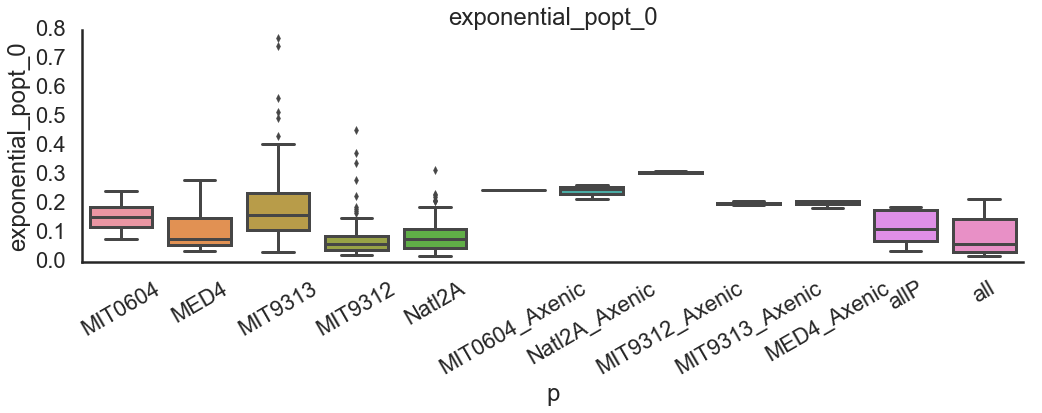 exponential_popt_0
exponential_popt_0
0.8
0.7
0.6
0.5
0.4
0.3
0.2
0.1
0.0
MIT0604
MED4
MIT9313
MIT9312
Natl2A
MIT0604_Axenic
Natl2A_Axenic
MIT9312_Axenic
MIT9313_Axenic
MED4_Axenic
allP
all
p